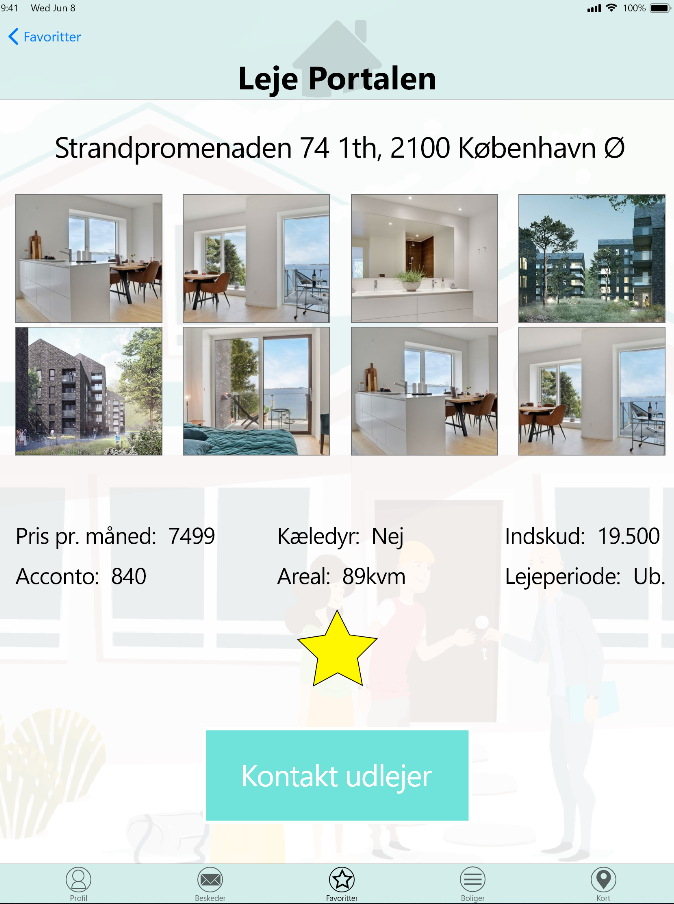 9:41 Wed Jun 8 100%
Favoritter
Leje Portalen
Strandpromenaden 74 1th, 2100 København Ø
Pris pr. måned: 7499 Kæledyr: Nej Indskud: 19.500
Acconto: 840 Areal: 89kvm Lejeperiode: Ub.
Kontakt udlejer
Profil Beskeder Favoritter Boliger Kort